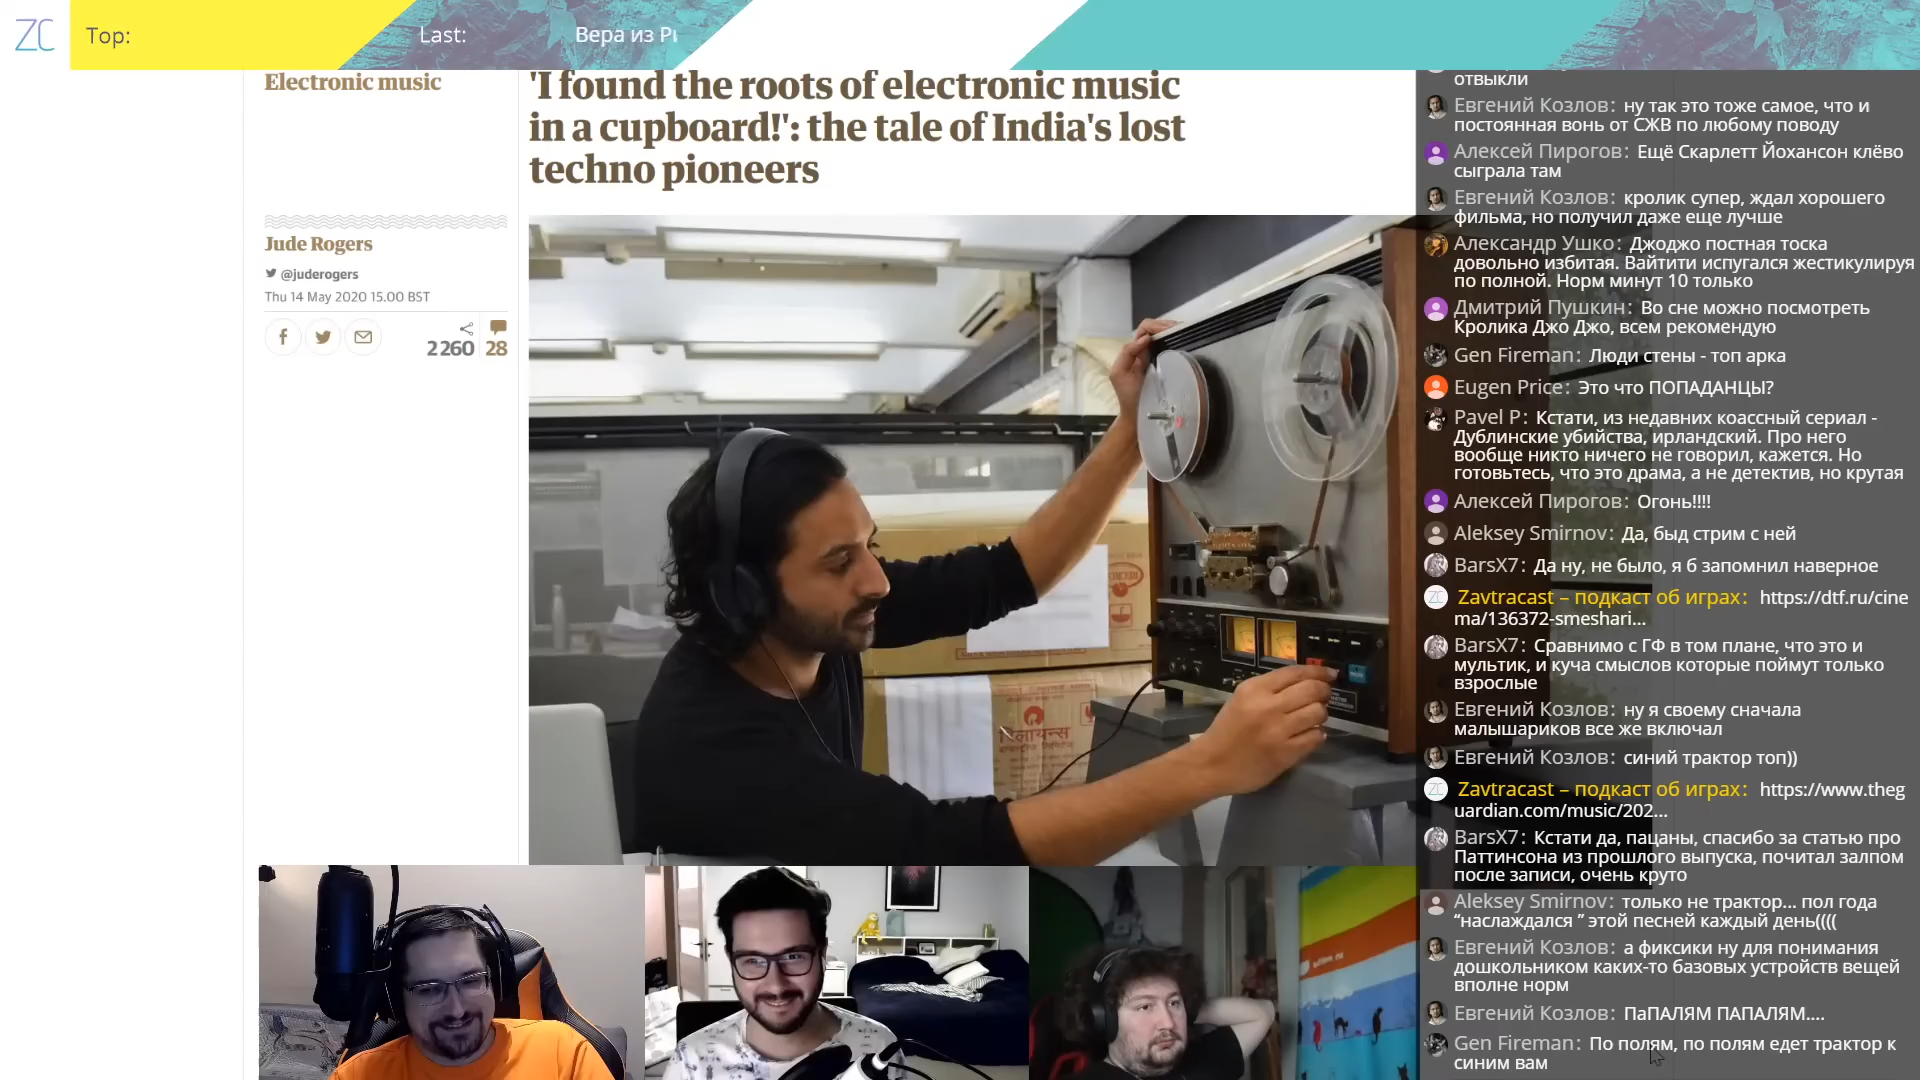 ZC
Top:
Last:
Вера из Ри
Electronic music
'I found the roots of electronic music
in a cupboard!': the tale of India's lost
techno pioneers
Jude Rogers
@juderogers
Thu 14 May 2020 15.00 BST
2260
28
отвыкли
Евгений Козлов: ну так это тоже самое, что и
постоянная вонь от СЖВ по любому поводу
Алексей Пирогов: Ещё Скарлетт Йохансон клёво
сыграла там
Евгений Козлов: кролик супер, ждал хорошего
фильма, но получил даже еще лучше
Александр Ушко: Джоджо постная тоска
довольно избитая. Вайтити испугался жестикулируя
по полной. Норм минут 10 только
Дмитрий Пушкин: Во сне можно посмотреть
Кролика Джо Джо, всем рекомендую
Gen Fireman: Люди стены - топ арка
Eugen Price: Это что ПОПАДАНЦЫ?
Pavel P: Кстати, из недавних коассный сериал -
Дублинские убийства, ирландский. Про него
вообще никто ничего не говорил, кажется. Но
готовьтесь, что это драма, а не детектив, но крутая
Алексей Пирогов: Огонь!!!!
Aleksey Smirnov: Да, быд стрим с ней
BarsX7: Да ну, не было, я б запомнил наверное
Zavtracast – подкаст об играх: https://dtf.ru/cine
ma/136372-smeshari...
BarsX7: Сравнимо с ГФ в том плане, что это и
мультик, и куча смыслов которые поймут только
взрослые
Евгений Козлов: ну я своему сначала
малышариков все же включал
Евгений Козлов: синий трактор топ))
Zavtracast – подкаст об играх: https://www.theg
uardian.com/music/202...
BarsX7: Кстати да, пацаны, спасибо за статью про
Паттинсона из прошлого выпуска, почитал залпом
после записи, очень круто
Aleksey Smirnov: только не трактор... пол года
“наслаждался ” этой песней каждый день((((
Евгений Козлов: а фиксики ну для понимания
дошкольником каких-то базовых устройств вещей
вполне норм
Евгений Козлов: ПаПАЛЯМ ПАПАЛЯМ....
Gen Fireman: По полям, по полям едет трактор к
синим вам